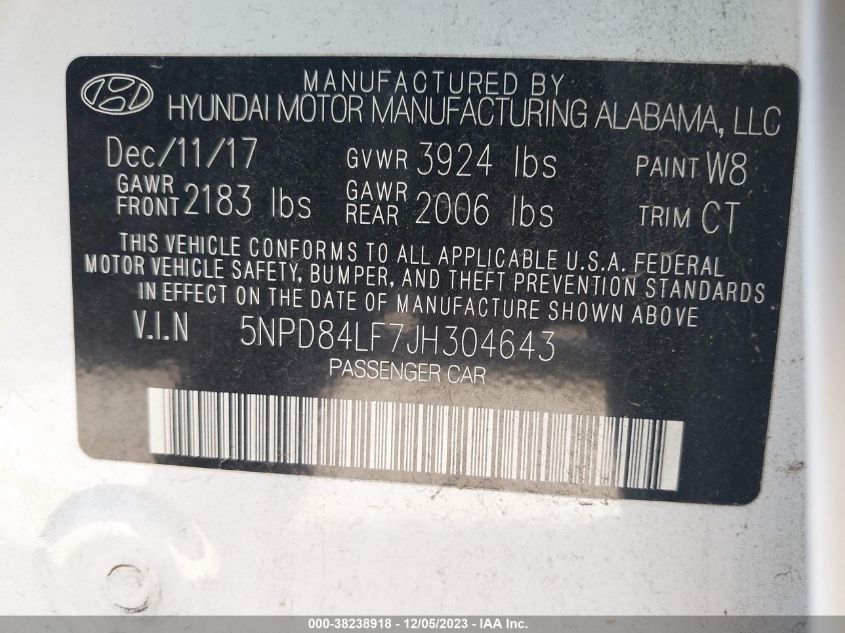 MANUFACTURED BY
HYUNDAI MOTOR MANUFACTURING ALABAMA, LLC
Dec/11/17 GVWR 3924 lbs PAINT W8
GAWR FRONT 2183 lbs GAWR REAR 2006 lbs TRIM CT
THIS VEHICLE CONFORMS TO ALL APPLICABLE U.S.A. FEDERAL
MOTOR VEHICLE SAFETY, BUMPER, AND THEFT PREVENTION STANDARDS
IN EFFECT ON THE DATE OF MANUFACTURE SHOWN ABOVE
V.I.N 5NPD84LF7JH304643
PASSENGER CAR
000-38238918 - 12/05/2023 - IAA Inc.